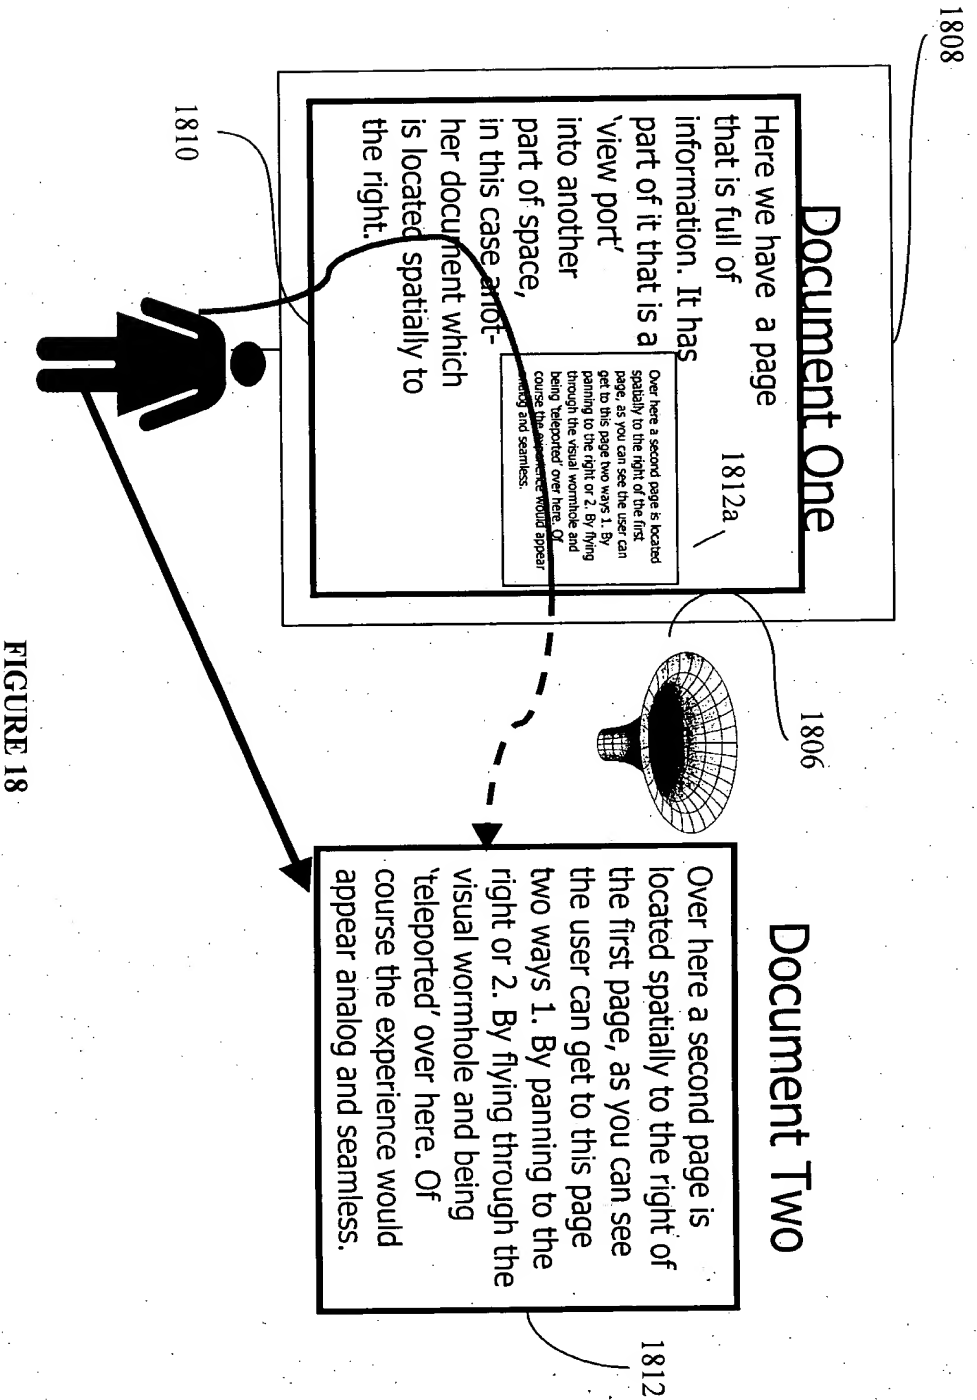 1808
Document One
Here we have a page
that is full of
information. It has
part of it that is a
'view port'
into another
part of space,
in this case anot-
her document which
is located spatially to
the right.
1810
Over here a second page is located
spatially to the right of the first
page, as you can see the user can
get to this page two ways 1. By
panning to the right or 2. By flying
through the visual wormhole and
being 'teleported' over here. Of
course the experience would appear
analog and seamless.
1812a
1806
Document Two
Over here a second page is
located spatially to the right of
the first page, as you can see
the user can get to this page
two ways 1. By panning to the
right or 2. By flying through the
visual wormhole and being
'teleported' over here. Of
course the experience would
appear analog and seamless.
1812
FIGURE 18